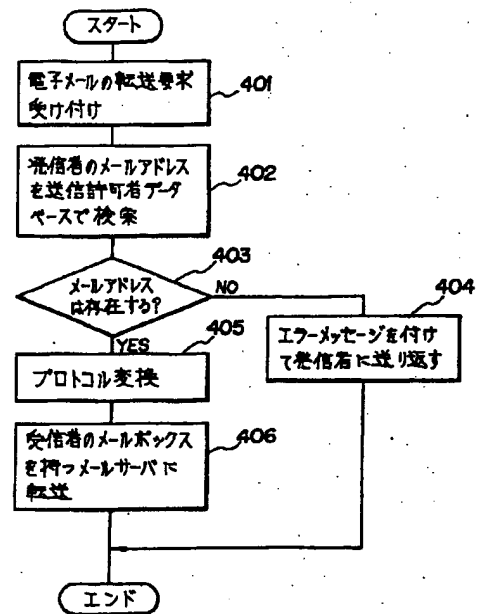 スタート
電子メールの転送要求
受け付け
401
発信者のメールアドレス
を送信許可者データ
ベースで検索
402
メールアドレス
は存在する?
403
NO
404
エラーメッセージを付け
て発信者に送り返す
YES
405
プロトコル変換
受信者のメールボックス
を持つメールサーバに
転送
406
エンド